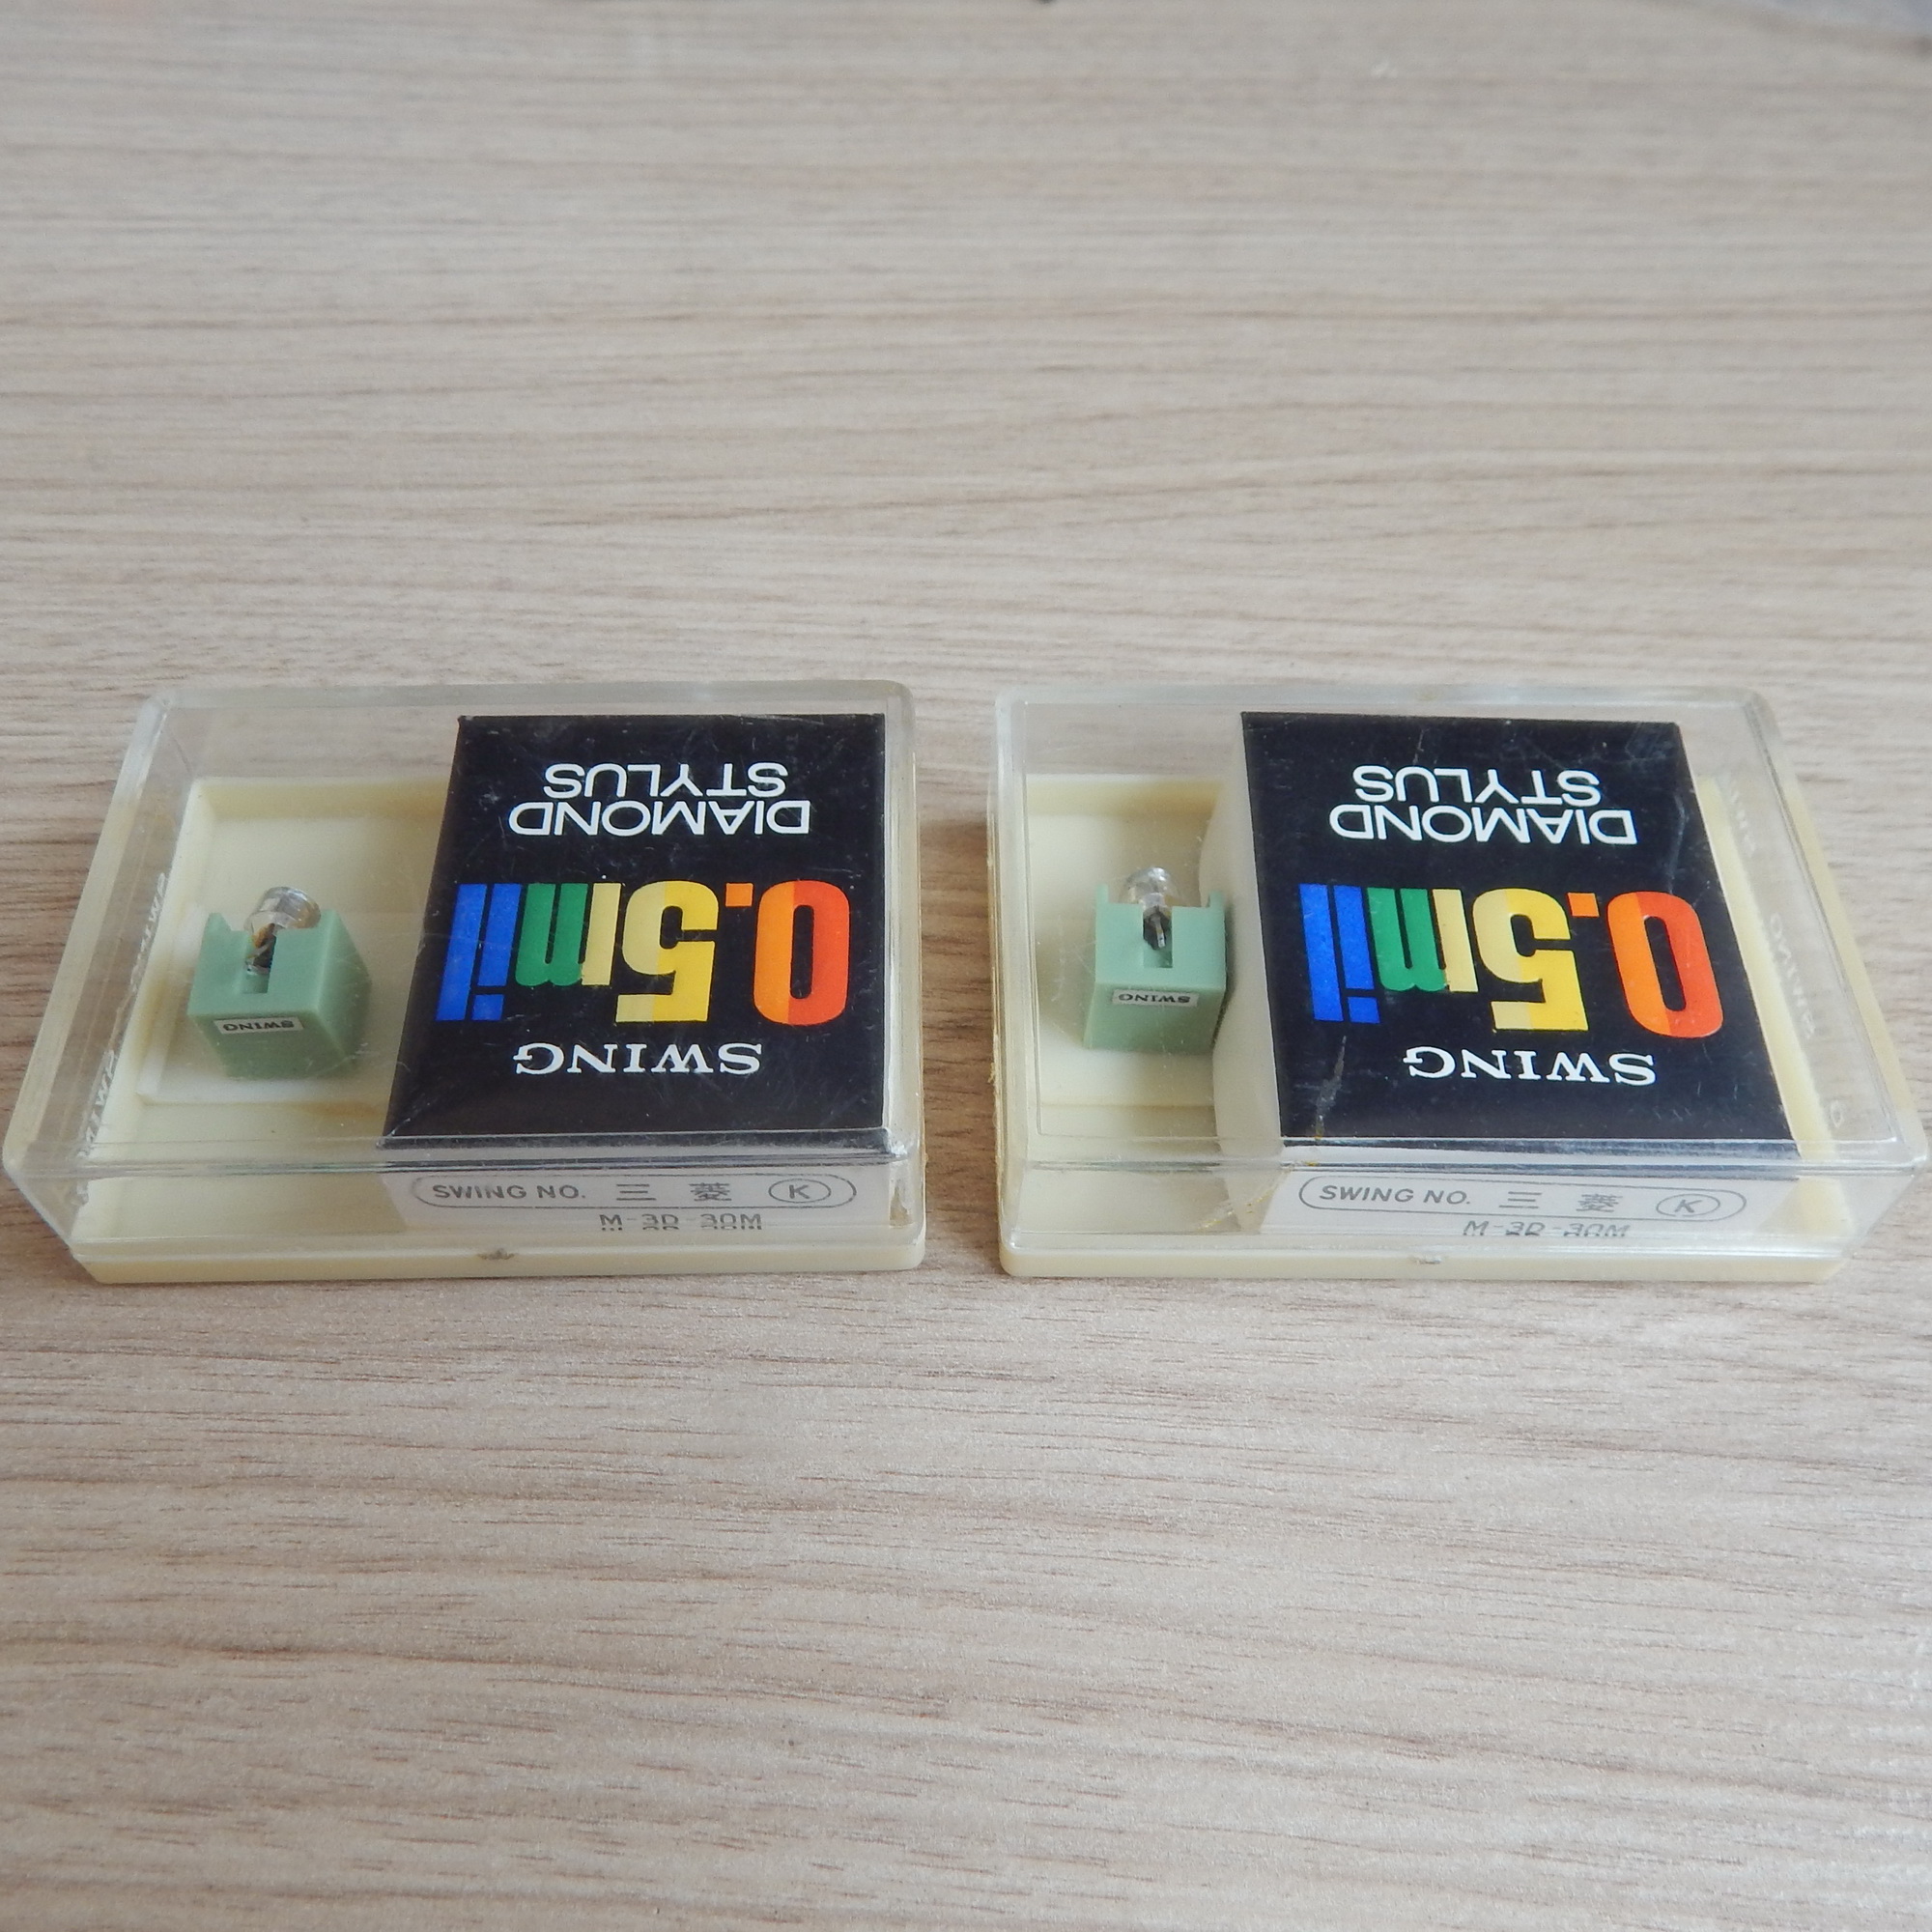 SWING
0.5mil
DIAMOND
STYLUS
SWING
SWING NO. 三菱 K
M-3D-30M
SWING
0.5mil
DIAMOND
STYLUS
SWING
SWING NO. 三菱 K
M-3D-30M